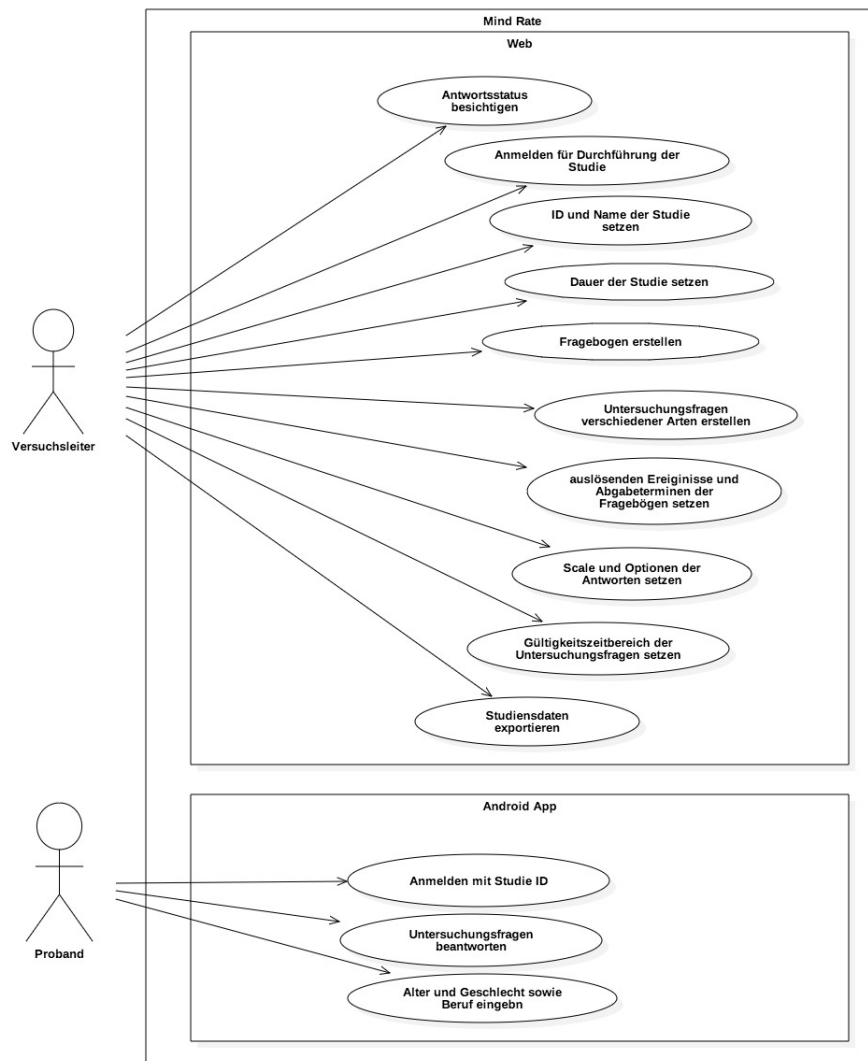 Mind Rate
Web
Antwortsstatus
besichtigen
Anmelden für Durchführung der
Studie
ID und Name der Studie
setzen
Dauer der Studie setzen
Fragebogen erstellen
Untersuchungsfragen
verschiedener Arten erstellen
auslösenden Ereiginisse und
Abgabeterminen der
Fragebögen setzen
Scale und Optionen der
Antworten setzen
Gültigkeitszeitbereich der
Untersuchungsfragen setzen
Studiensdaten
exportieren
Versuchsleiter
Android App
Anmelden mit Studie ID
Untersuchungsfragen
beantworten
Alter und Geschlecht sowie
Beruf eingebn
Proband